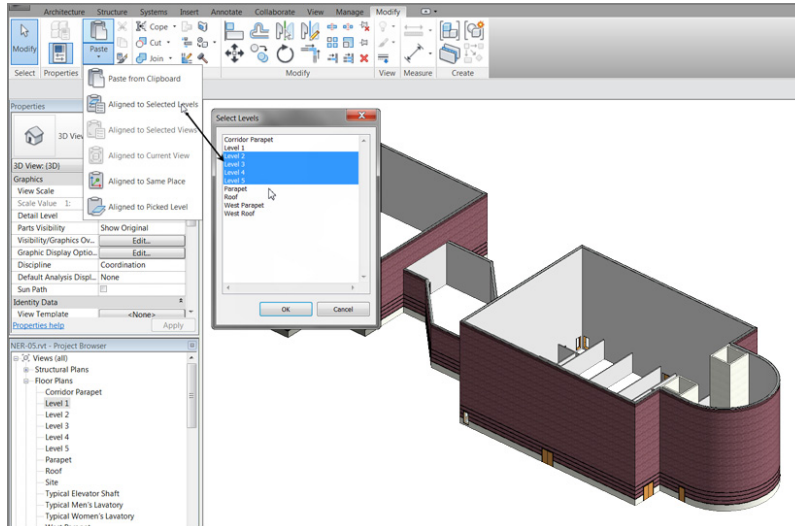 Architecture Structure Systems Insert Annotate Collaborate View Manage Modify
Modify
Paste
Cope
Cut
Join
Select Properties Modify View Measure Create
Paste from Clipboard
Aligned to Selected Levels
Aligned to Selected Views
Aligned to Current View
Aligned to Same Place
Aligned to Picked Level
Properties
3D View
3D View: {3D}
Graphics
View Scale
Scale Value 1:
Detail Level
Parts Visibility Show Original
Visibility/Graphics Ov... Edit...
Graphic Display Optio... Edit...
Discipline Coordination
Default Analysis Displ... None
Sun Path
Identity Data
View Template <None>
Properties help Apply
Select Levels
Corridor Parapet
Level 1
Level 2
Level 3
Level 4
Level 5
Parapet
Roof
West Parapet
West Roof
OK Cancel
NER-05.rvt - Project Browser
Views (all)
Structural Plans
Floor Plans
Corridor Parapet
Level 1
Level 2
Level 3
Level 4
Level 5
Parapet
Roof
Site
Typical Elevator Shaft
Typical Men's Lavatory
Typical Women's Lavatory